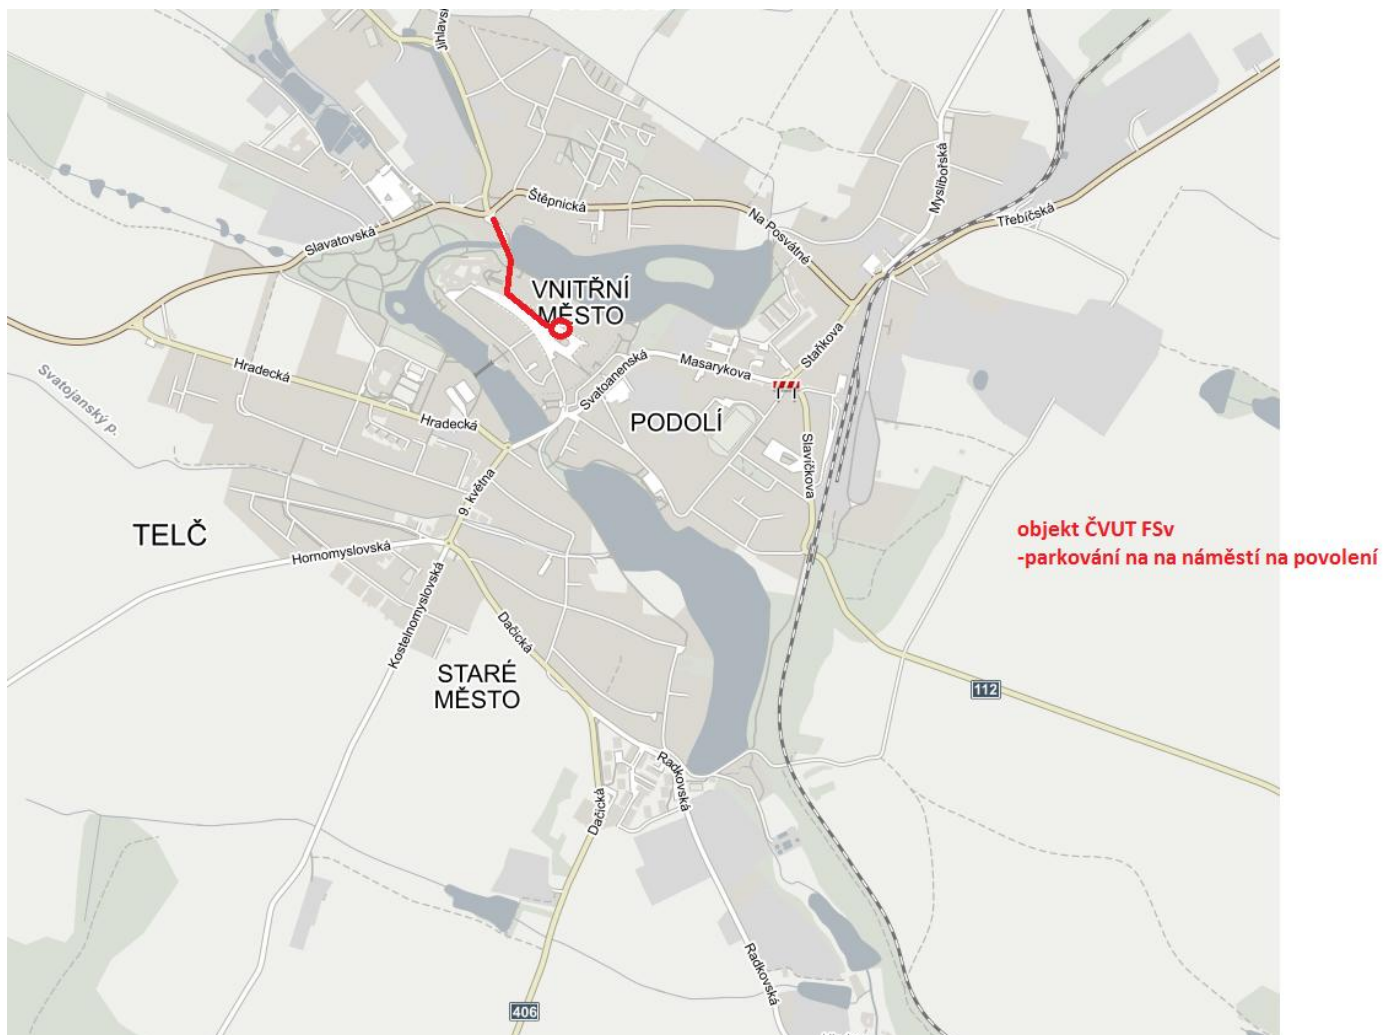 Jihlavsk
Štěpnická
Na Posvátné
Myslibořská
Třebíčská
Slavatovská
VNITŘNÍ
MĚSTO
Staňkova
Masarykova
Svatoanenská
Hradecká
Hradecká
Svatojanský p.
PODOLÍ
Slavíčkova
9. května
TELČ
Hornomyslovská
Kostelnomyslovská
Dačická
objekt ČVUT FSv
-parkování na na náměstí na povolení
STARÉ
MĚSTO
112
Radkovská
Dačická
Radkovská
406